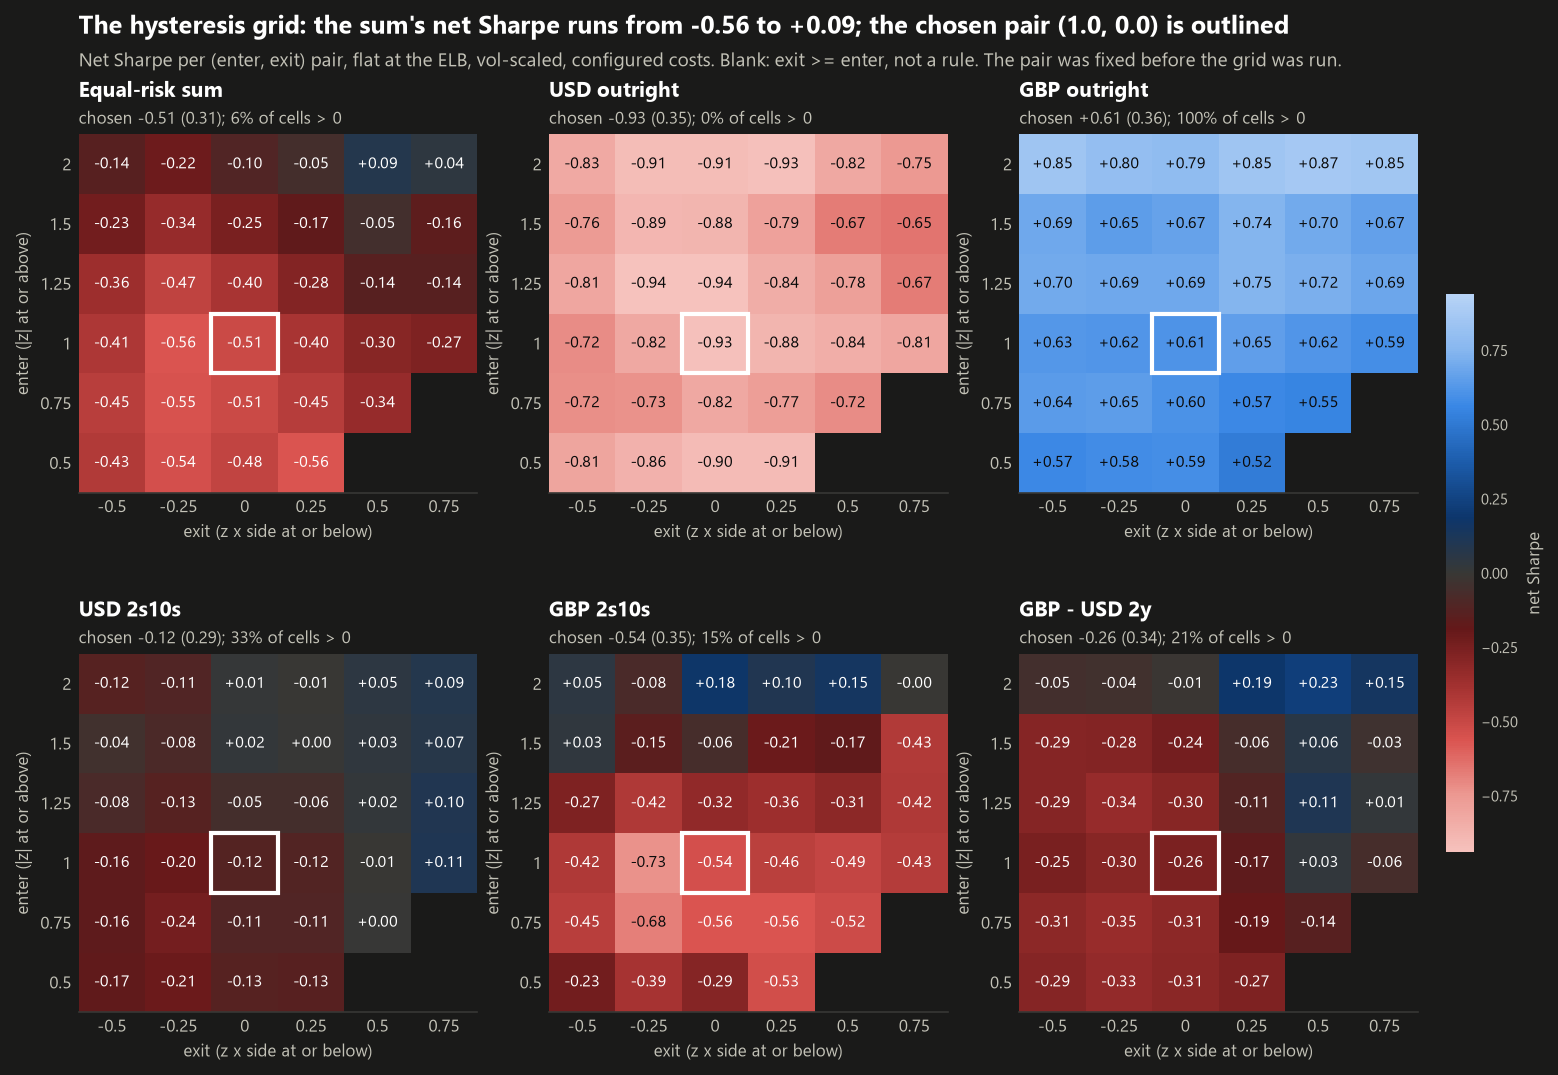 The hysteresis grid: the sum's net Sharpe runs from -0.56 to +0.09; the chosen pair (1.0, 0.0) is outlined
Net Sharpe per (enter, exit) pair, flat at the ELB, vol-scaled, configured costs. Blank: exit >= enter, not a rule. The pair was fixed before the grid was run.
Equal-risk sum
chosen -0.51 (0.31); 6% of cells > 0
enter (|z| at or above)
2 -0.14 -0.22 -0.10 -0.05 +0.09 +0.04
1.5 -0.23 -0.34 -0.25 -0.17 -0.05 -0.16
1.25 -0.36 -0.47 -0.40 -0.28 -0.14 -0.14
1 -0.41 -0.56 -0.51 -0.40 -0.30 -0.27
0.75 -0.45 -0.55 -0.51 -0.45 -0.34
0.5 -0.43 -0.54 -0.48 -0.56
-0.5 -0.25 0 0.25 0.5 0.75
exit (z x side at or below)
USD outright
chosen -0.93 (0.35); 0% of cells > 0
enter (|z| at or above)
2 -0.83 -0.91 -0.91 -0.93 -0.82 -0.75
1.5 -0.76 -0.89 -0.88 -0.79 -0.67 -0.65
1.25 -0.81 -0.94 -0.94 -0.84 -0.78 -0.67
1 -0.72 -0.82 -0.93 -0.88 -0.84 -0.81
0.75 -0.72 -0.73 -0.82 -0.77 -0.72
0.5 -0.81 -0.86 -0.90 -0.91
-0.5 -0.25 0 0.25 0.5 0.75
exit (z x side at or below)
GBP outright
chosen +0.61 (0.36); 100% of cells > 0
enter (|z| at or above)
2 +0.85 +0.80 +0.79 +0.85 +0.87 +0.85
1.5 +0.69 +0.65 +0.67 +0.74 +0.70 +0.67
1.25 +0.70 +0.69 +0.69 +0.75 +0.72 +0.69
1 +0.63 +0.62 +0.61 +0.65 +0.62 +0.59
0.75 +0.64 +0.65 +0.60 +0.57 +0.55
0.5 +0.57 +0.58 +0.59 +0.52
-0.5 -0.25 0 0.25 0.5 0.75
exit (z x side at or below)
USD 2s10s
chosen -0.12 (0.29); 33% of cells > 0
enter (|z| at or above)
2 -0.12 -0.11 +0.01 -0.01 +0.05 +0.09
1.5 -0.04 -0.08 +0.02 +0.00 +0.03 +0.07
1.25 -0.08 -0.13 -0.05 -0.06 +0.02 +0.10
1 -0.16 -0.20 -0.12 -0.12 -0.01 +0.11
0.75 -0.16 -0.24 -0.11 -0.11 +0.00
0.5 -0.17 -0.21 -0.13 -0.13
-0.5 -0.25 0 0.25 0.5 0.75
exit (z x side at or below)
GBP 2s10s
chosen -0.54 (0.35); 15% of cells > 0
enter (|z| at or above)
2 +0.05 -0.08 +0.18 +0.10 +0.15 -0.00
1.5 +0.03 -0.15 -0.06 -0.21 -0.17 -0.43
1.25 -0.27 -0.42 -0.32 -0.36 -0.31 -0.42
1 -0.42 -0.73 -0.54 -0.46 -0.49 -0.43
0.75 -0.45 -0.68 -0.56 -0.56 -0.52
0.5 -0.23 -0.39 -0.29 -0.53
-0.5 -0.25 0 0.25 0.5 0.75
exit (z x side at or below)
GBP - USD 2y
chosen -0.26 (0.34); 21% of cells > 0
enter (|z| at or above)
2 -0.05 -0.04 -0.01 +0.19 +0.23 +0.15
1.5 -0.29 -0.28 -0.24 -0.06 +0.06 -0.03
1.25 -0.29 -0.34 -0.30 -0.11 +0.11 +0.01
1 -0.25 -0.30 -0.26 -0.17 +0.03 -0.06
0.75 -0.31 -0.35 -0.31 -0.19 -0.14
0.5 -0.29 -0.33 -0.31 -0.27
-0.5 -0.25 0 0.25 0.5 0.75
exit (z x side at or below)
0.75
0.50
0.25
0.00
−0.25
−0.50
−0.75
net Sharpe